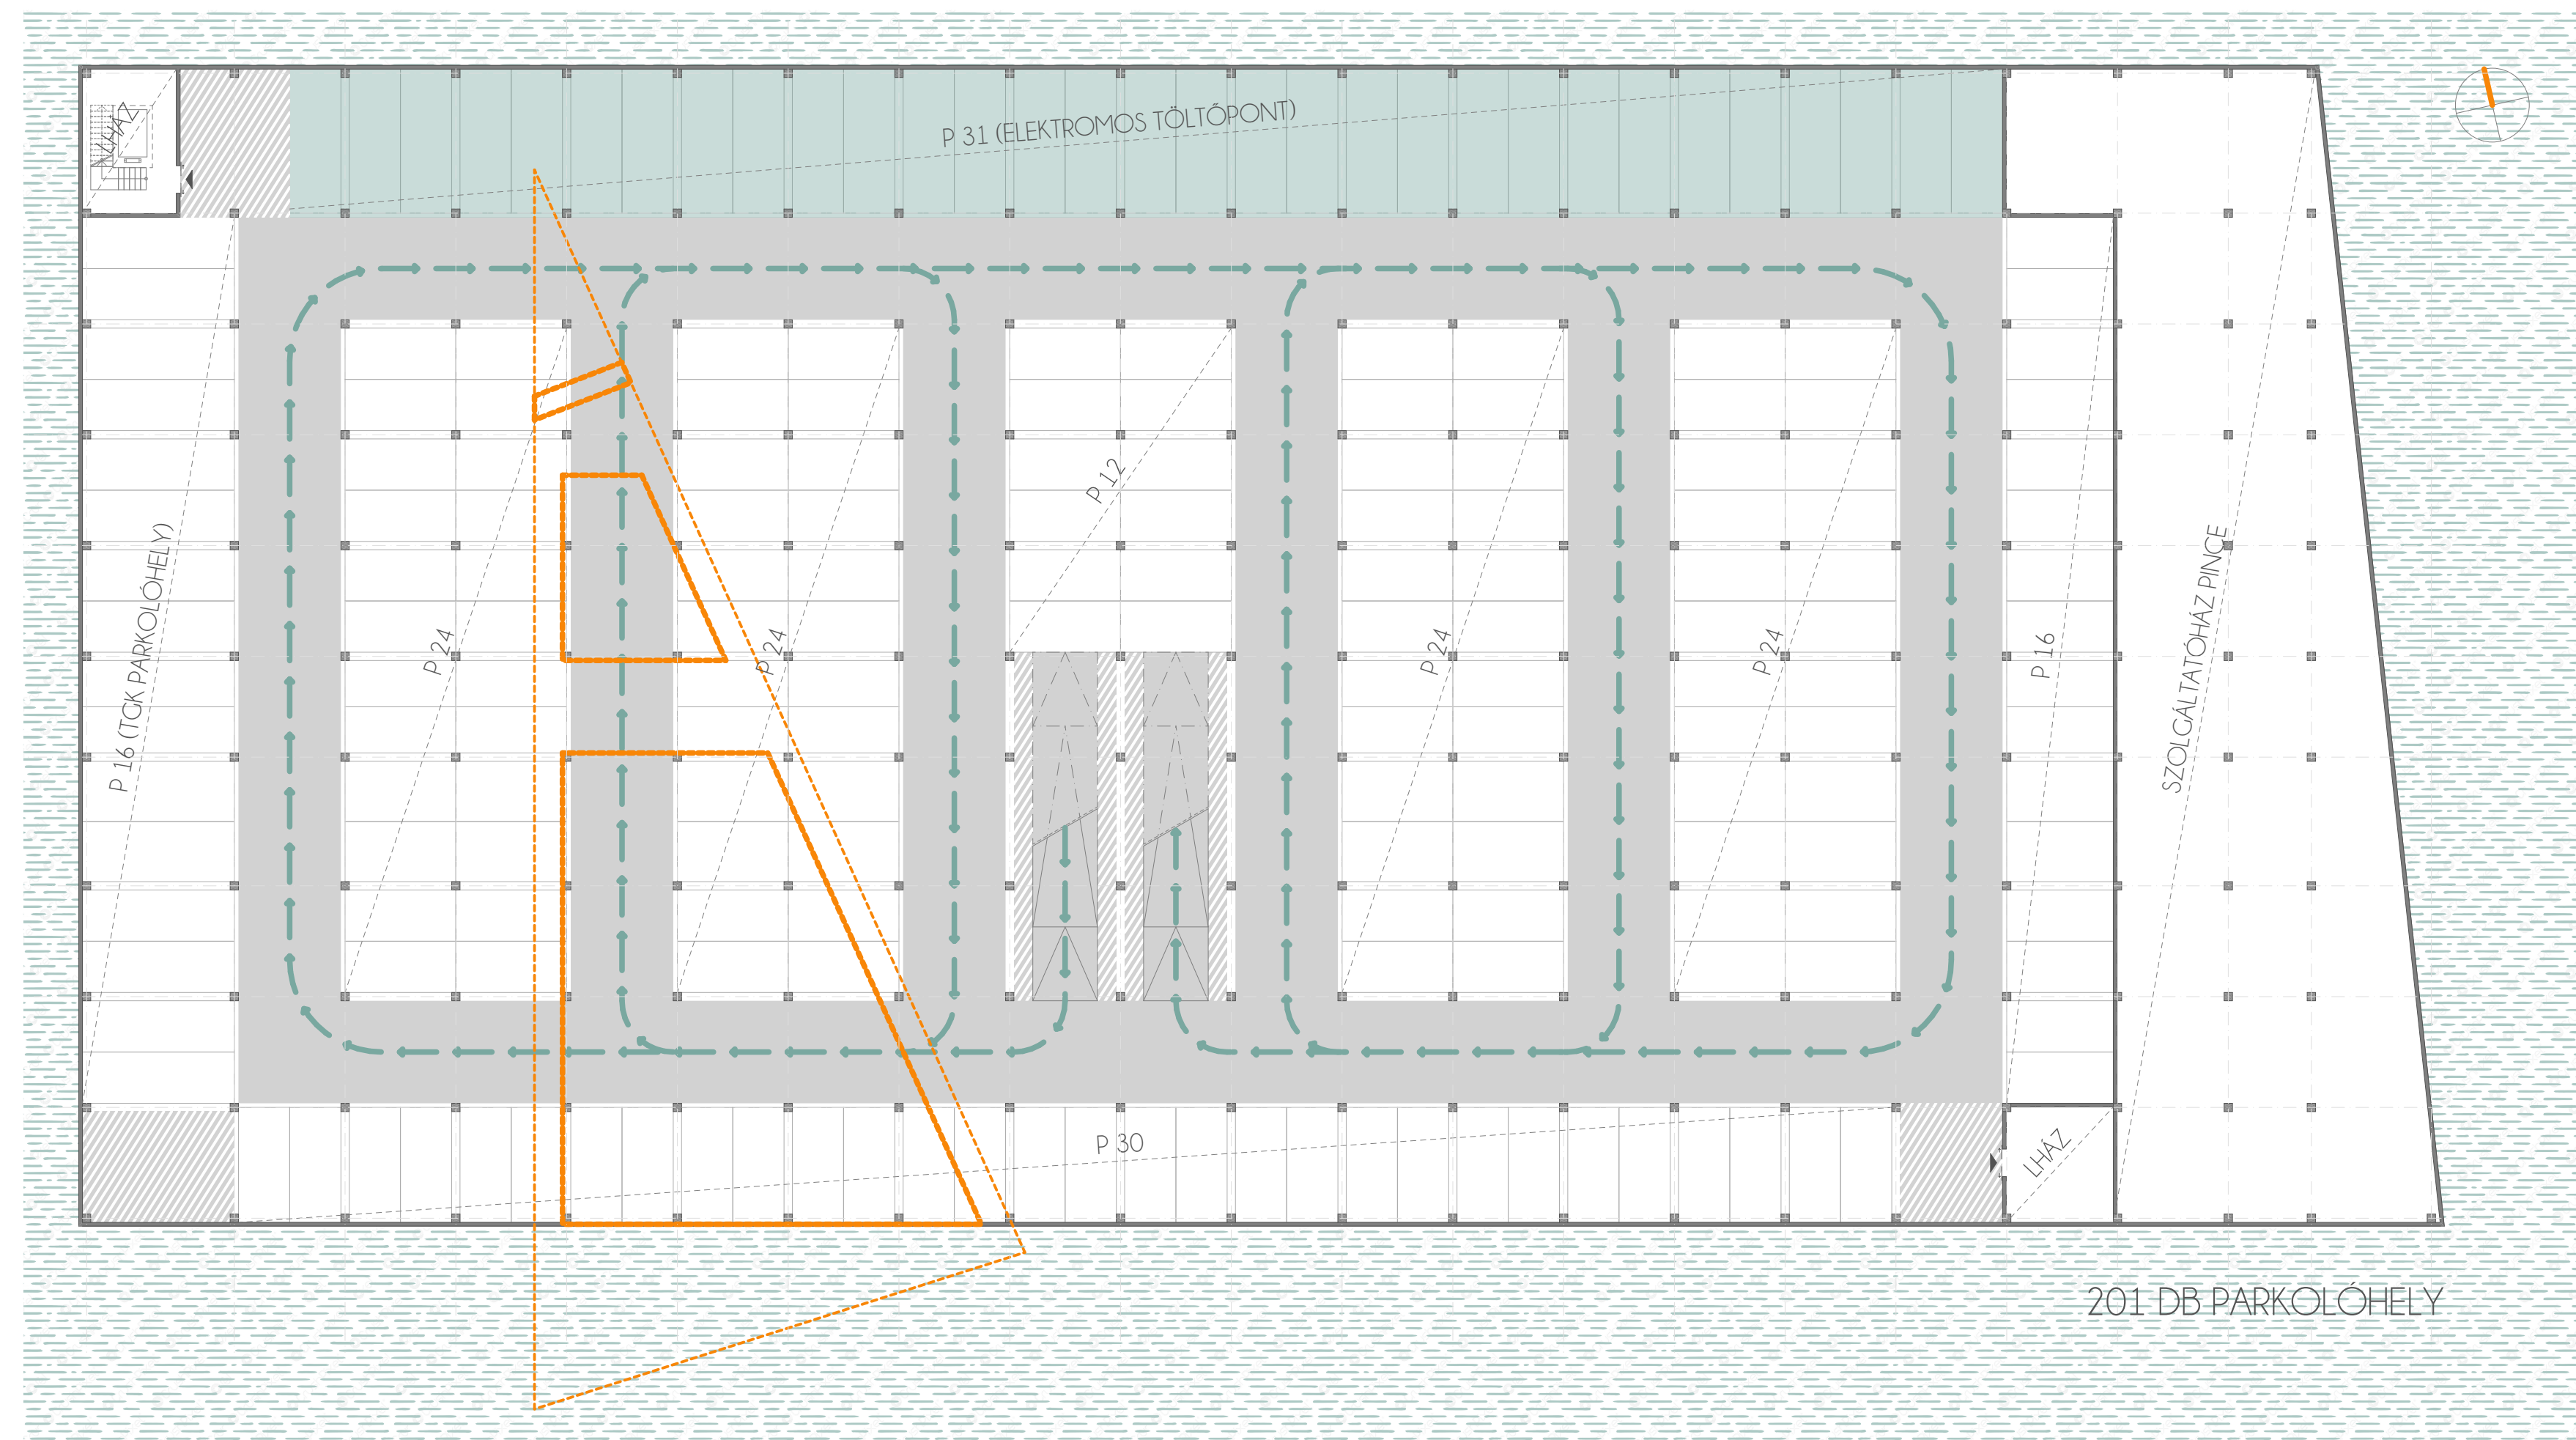 LHÁZ
P 31 (ELEKTROMOS TÖLTŐPONT)
P 16 (TGK PARKOLÓHELY)
P 24
P 24
P 12
P 24
P 24
P 16
SZOLGÁLTATÓHÁZ PINCE
P 30
LHÁZ
201 DB PARKOLÓHELY